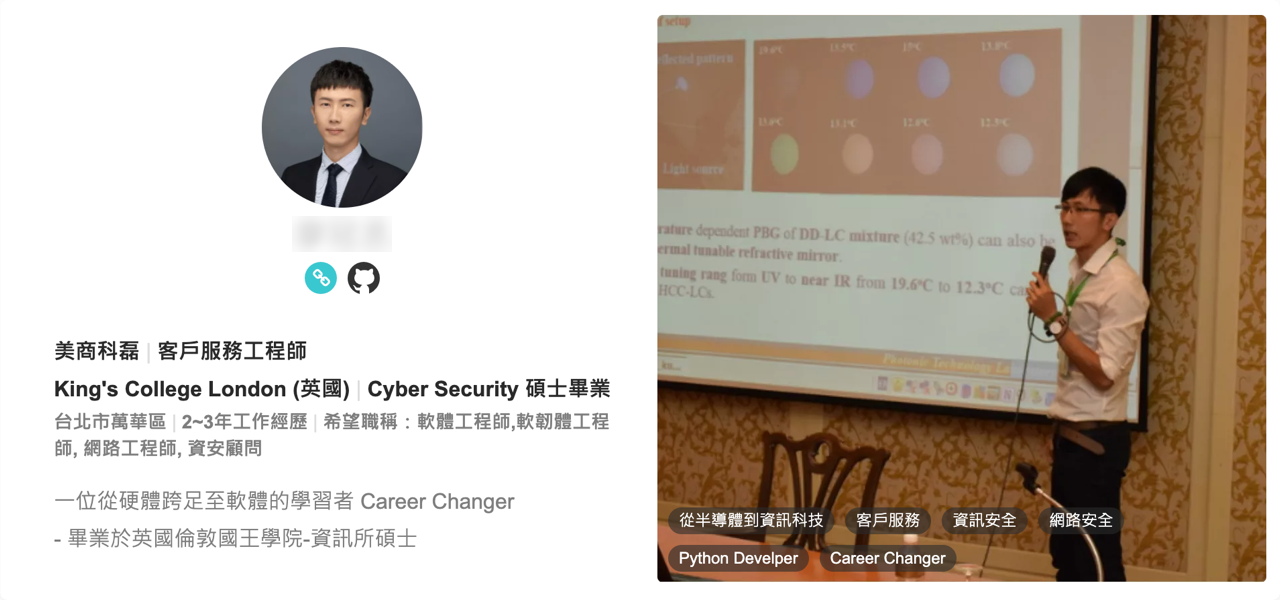 美商科磊 | 客戶服務工程師
King's College London (英國) | Cyber Security 碩士畢業
台北市萬華區 | 2~3年工作經歷 | 希望職稱：軟體工程師,軟韌體工程
師, 網路工程師, 資安顧問
一位從硬體跨足至軟體的學習者 Career Changer
- 畢業於英國倫敦國王學院-資訊所碩士
setup
pattern
19.6°C 15.5°C 15°C
13.1°C 12.8°C 12.3°C
Light source
rature dependent PBG of DD-LC mixture (42.5 wt%) can also be
ermal tunable refractive mirror.
tuning rang form UV to near IR from 19.6°C to 12.3°C
HCC-LCs.
Photonic Technology La
從半導體到資訊科技 客戶服務 資訊安全 網路安全
Python Develper Career Changer